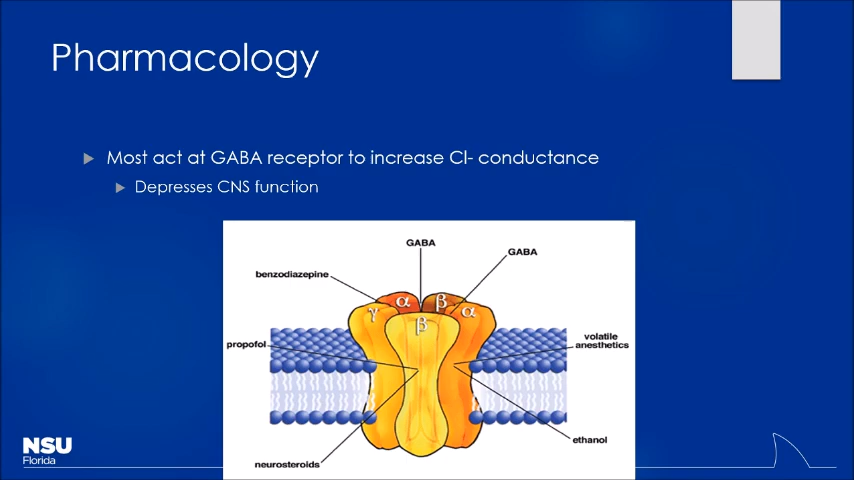 Pharmacology
Most act at GABA receptor to increase Cl- conductance
Depresses CNS function
GABA
GABA
benzodiazepine
α
β
γ
α
β
propofol
volatile
anesthetics
ethanol
neurosteroids
NSU
Florida